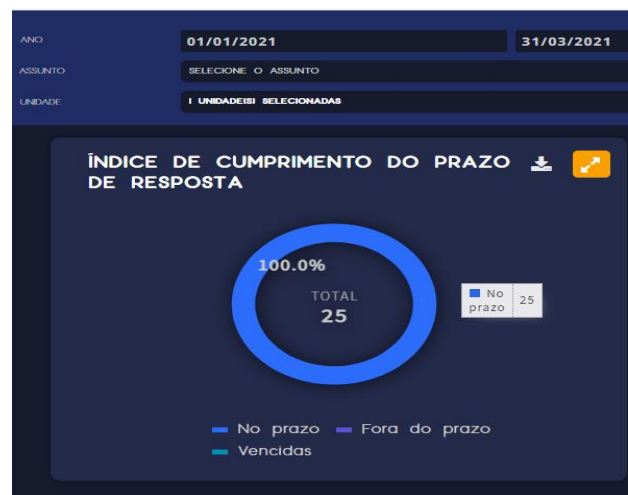 ANO
01/01/2021 31/03/2021
ASSUNTO
SELECIONE O ASSUNTO
UNIDADE
1 UNIDADE(S) SELECIONADAS
ÍNDICE DE CUMPRIMENTO DO PRAZO
DE RESPOSTA
100.0%
TOTAL
25
No
prazo 25
No prazo Fora do prazo
Vencidas